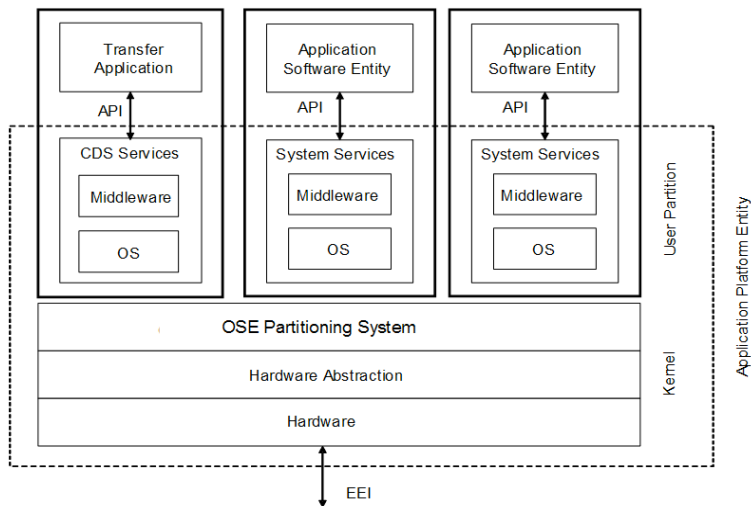 Transfer
Application
API
CDS Services
Middleware
OS
Application
Software Entity
API
System Services
Middleware
OS
Application
Software Entity
API
System Services
Middleware
OS
User Partition
OSE Partitioning System
Hardware Abstraction
Hardware
Kernel
Application Platform Entity
EEI